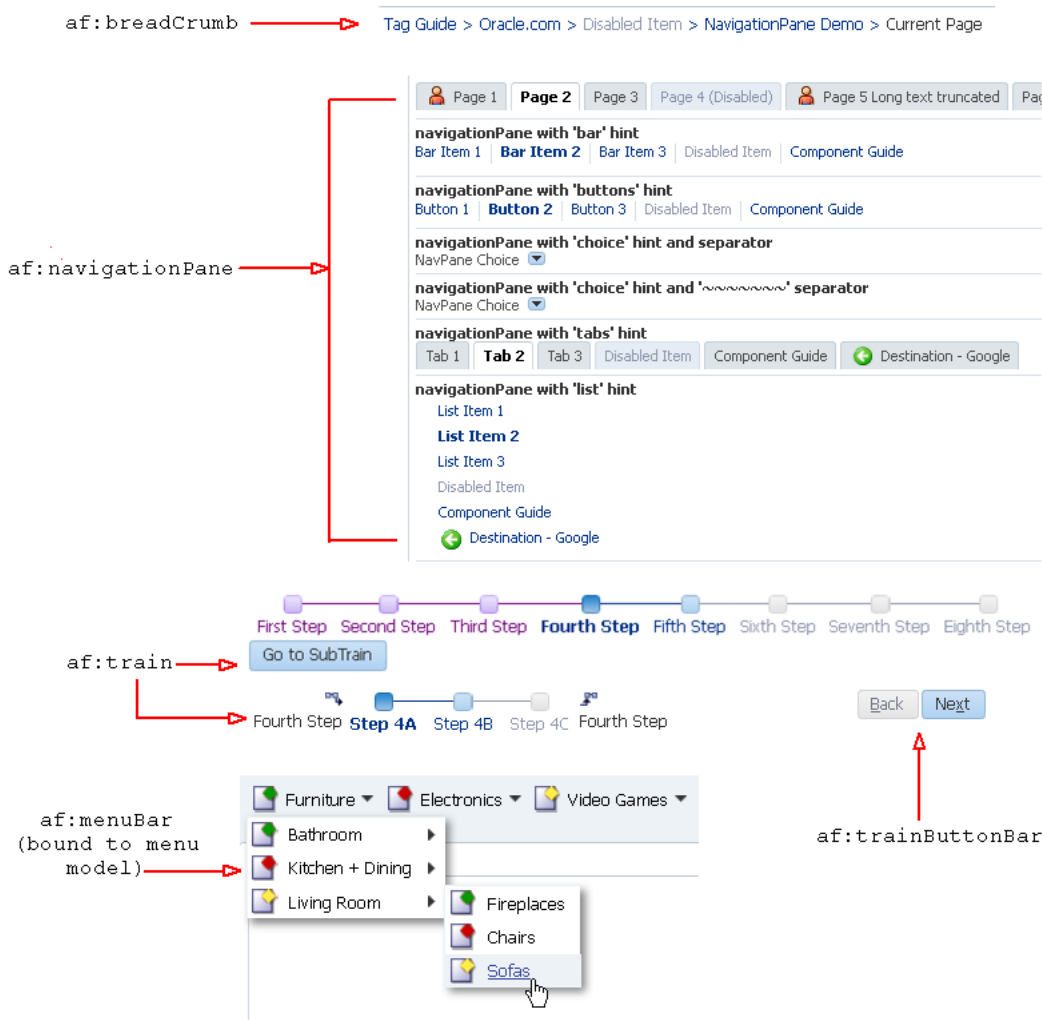 af:breadCrumb
Tag Guide > Oracle.com > Disabled Item > NavigationPane Demo > Current Page
Page 1 Page 2 Page 3 Page 4 (Disabled) Page 5 Long text truncated Pag
navigationPane with 'bar' hint
Bar Item 1 Bar Item 2 Bar Item 3 Disabled Item Component Guide
navigationPane with 'buttons' hint
Button 1 Button 2 Button 3 Disabled Item Component Guide
af:navigationPane
navigationPane with 'choice' hint and separator
NavPane Choice
navigationPane with 'choice' hint and '~~~~~~~' separator
NavPane Choice
navigationPane with 'tabs' hint
Tab 1 Tab 2 Tab 3 Disabled Item Component Guide Destination - Google
navigationPane with 'list' hint
List Item 1
List Item 2
List Item 3
Disabled Item
Component Guide
Destination - Google
First Step Second Step Third Step Fourth Step Fifth Step Sixth Step Seventh Step Eighth Step
af:train
Go to SubTrain
Fourth Step Step 4A Step 4B Step 4C Fourth Step
Back Next
af:trainButtonBar
af:menuBar
(bound to menu
model)
Furniture Electronics Video Games
Bathroom
Kitchen + Dining
Living Room
Fireplaces
Chairs
Sofas